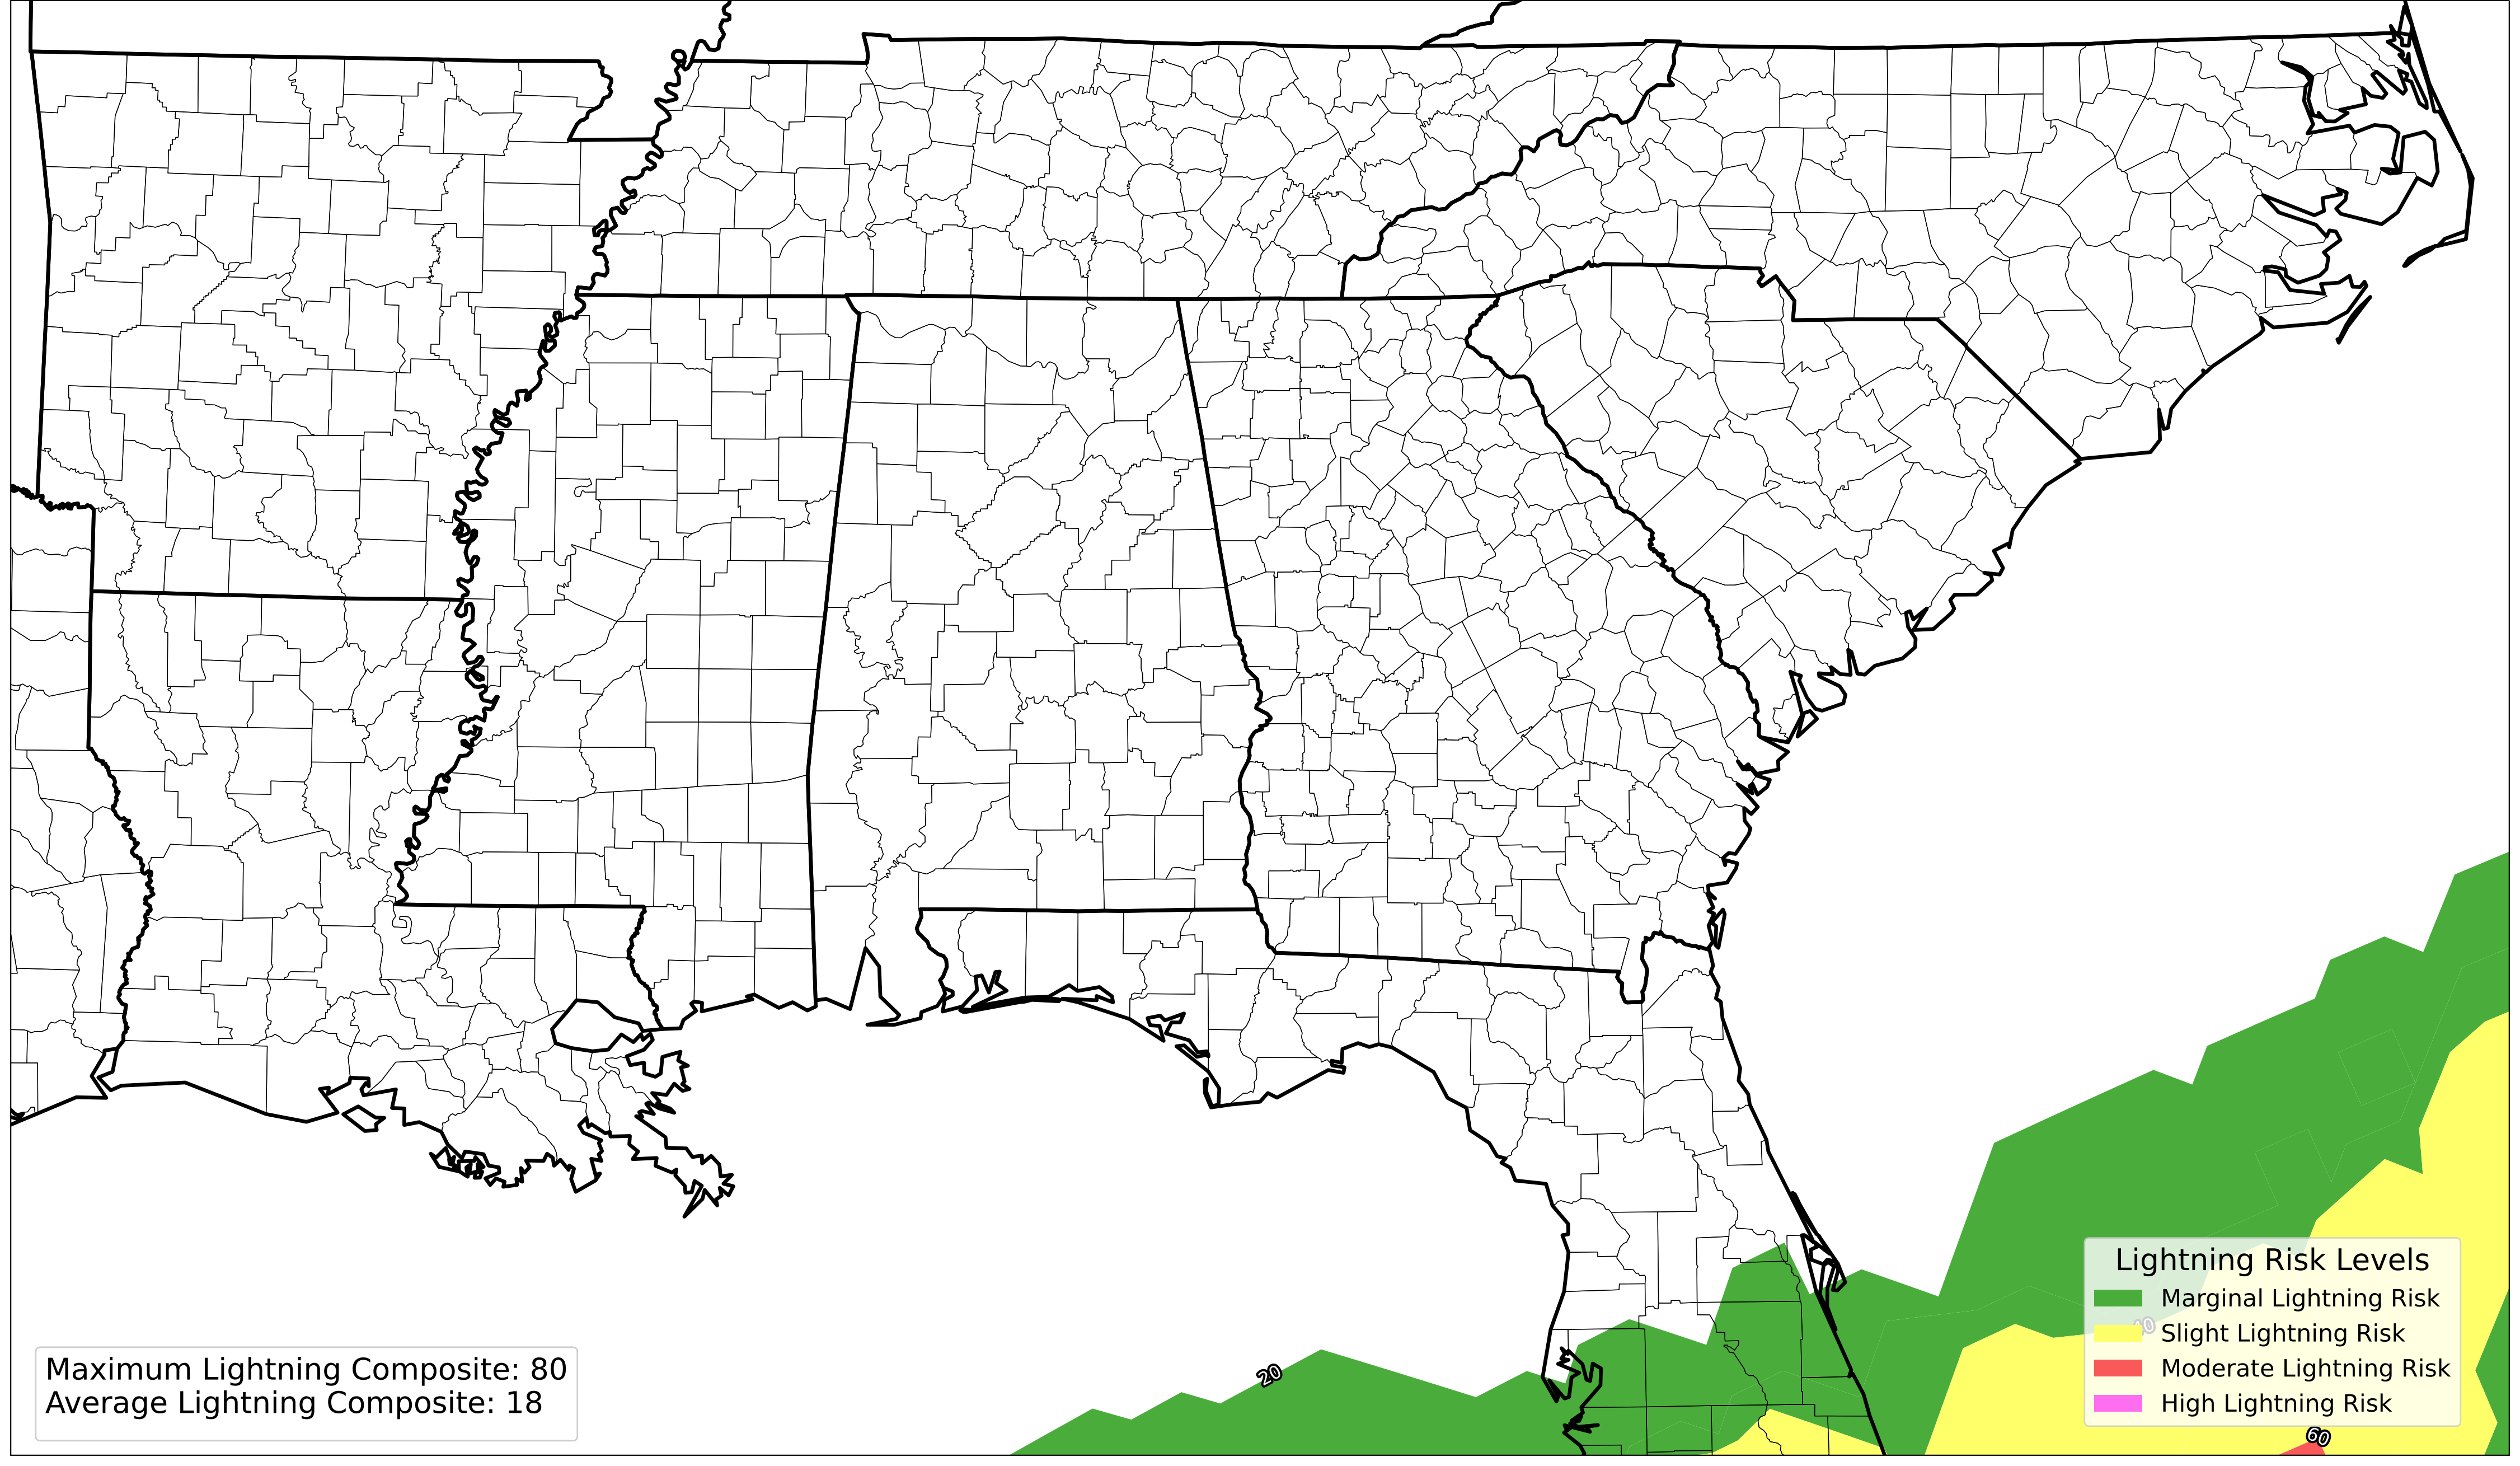 20
Lightning Risk Levels
Marginal Lightning Risk
40
Slight Lightning Risk
Moderate Lightning Risk
High Lightning Risk
Maximum Lightning Composite: 80
Average Lightning Composite: 18
60